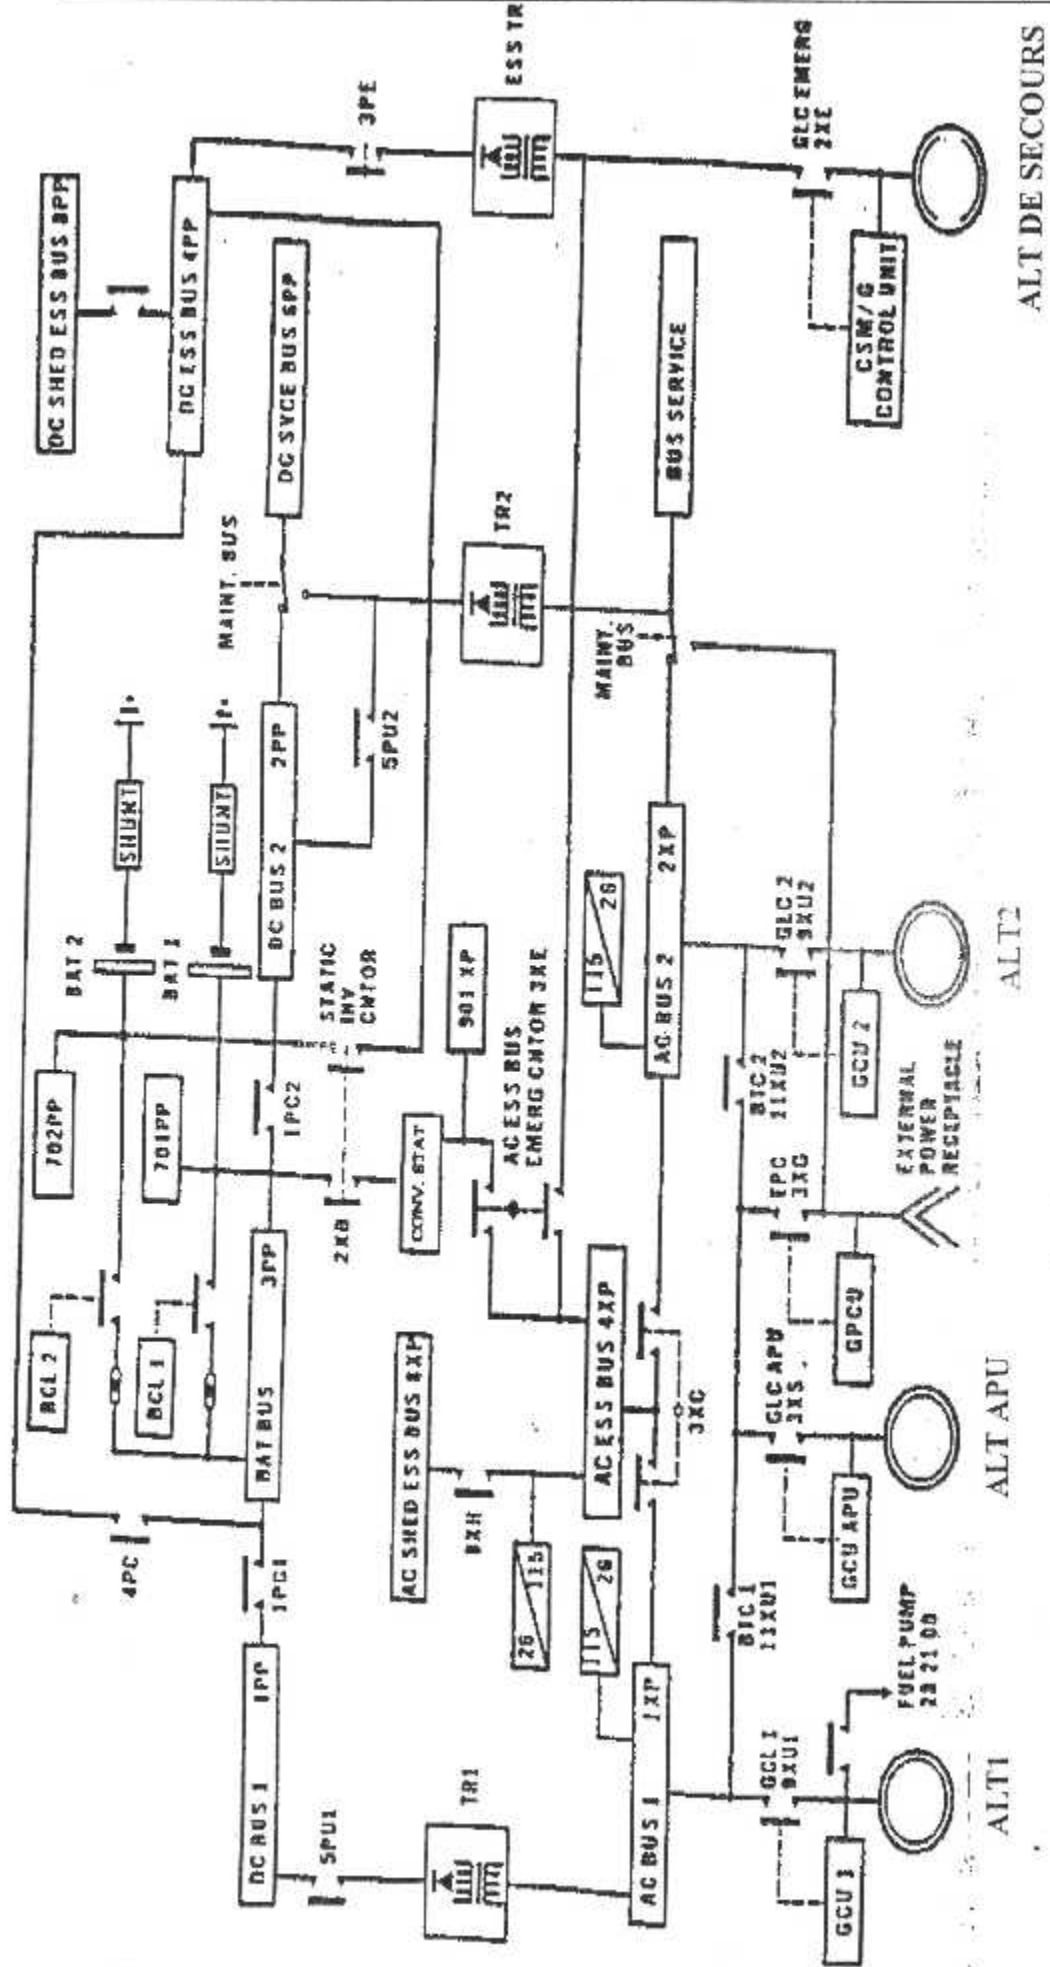 DC SHED ESS BUS 8PP
DC ESS BUS 4PP
3PE
ESS TR
GLC EMERG
2XE
CSM/G
CONTROL UNIT
ALT DE SECOURS
DC SVCE BUS 6PP
MAINT. BUS
TR2
BUS SERVICE
MAINT.
BUS
BAT 2
SHUNT
BAT 1
SHUNT
DC BUS 2 2PP
5PU2
702PP
701PP
1PC2
STATIC
INV
CNTOR
2XB
CONV. STAT
901 XP
AC ESS BUS
EMERG CNTOR 3XE
115
26
AC BUS 2 2XP
BCL 2
BCL 1
BAT BUS 3PP
4PC
1PC1
DC BUS 1 1PP
5PU1
TR1
AC SHED ESS BUS 8XP
8XH
26
115
AC ESS BUS 4XP
3XC
115
26
AC BUS 1 1XP
BTC 1
11XU1
BTC 2
11XU2
GCL 1
9XU1
GCU 1
FUEL PUMP
28 21 00
ALT1
GLC APU
3XS
GCU APU
ALT APU
EPC
3XG
GPCU
EXTERNAL
POWER
RECEPTACLE
GLC 2
9XU2
GCU 2
ALT2